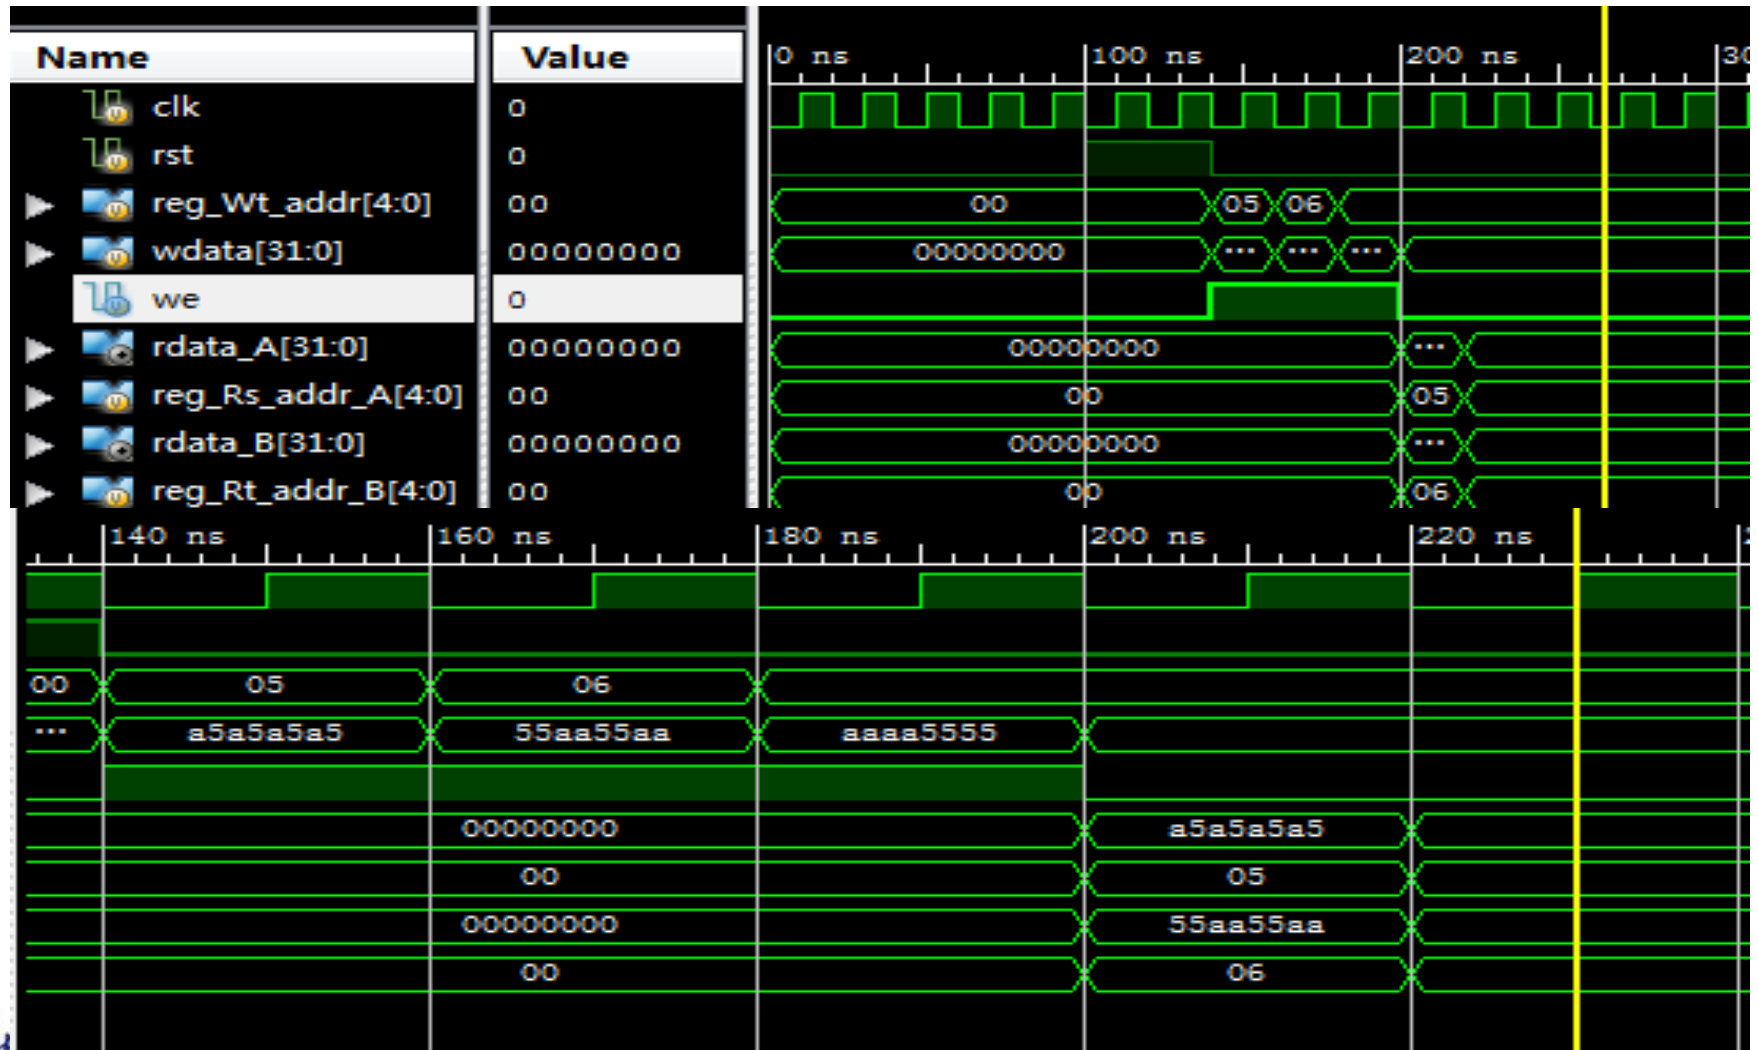 Name Value 0 ns 100 ns 200 ns 30
clk 0
rst 0
reg_Wt_addr[4:0] 00 00 05 06
wdata[31:0] 00000000 00000000 ... ... ...
we 0
rdata_A[31:0] 00000000 00000000 ...
reg_Rs_addr_A[4:0] 00 00 05
rdata_B[31:0] 00000000 00000000 ...
reg_Rt_addr_B[4:0] 00 00 06
140 ns 160 ns 180 ns 200 ns 220 ns
00 05 06
... a5a5a5a5 55aa55aa aaaa5555
00000000 a5a5a5a5
00 05
00000000 55aa55aa
00 06